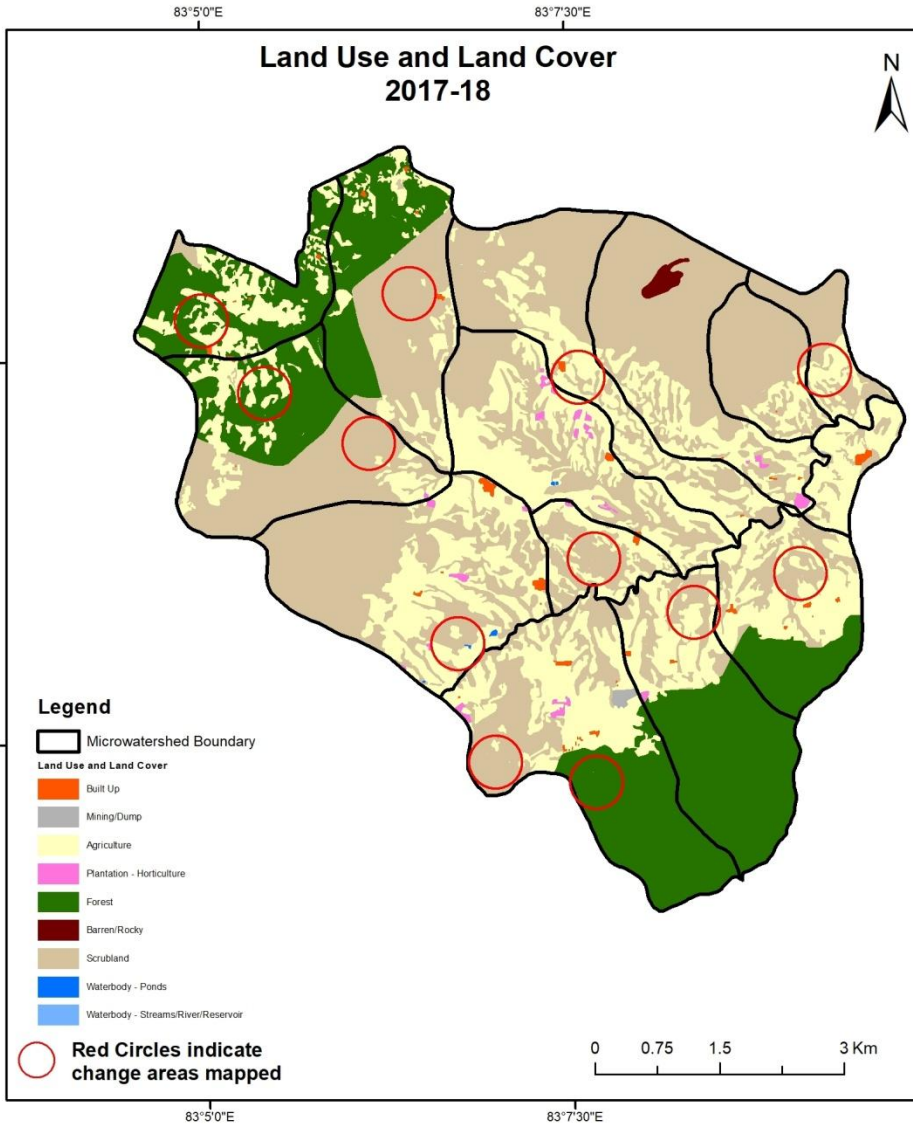 83°5'0"E 83°7'30"E
Land Use and Land Cover
2017-18
N
Legend
Microwatershed Boundary
Land Use and Land Cover
Built Up
Mining/Dump
Agriculture
Plantation - Horticulture
Forest
Barren/Rocky
Scrubland
Waterbody - Ponds
Waterbody - Streams/River/Reservoir
Red Circles indicate
change areas mapped
0 0.75 1.5 3 Km
83°5'0"E 83°7'30"E